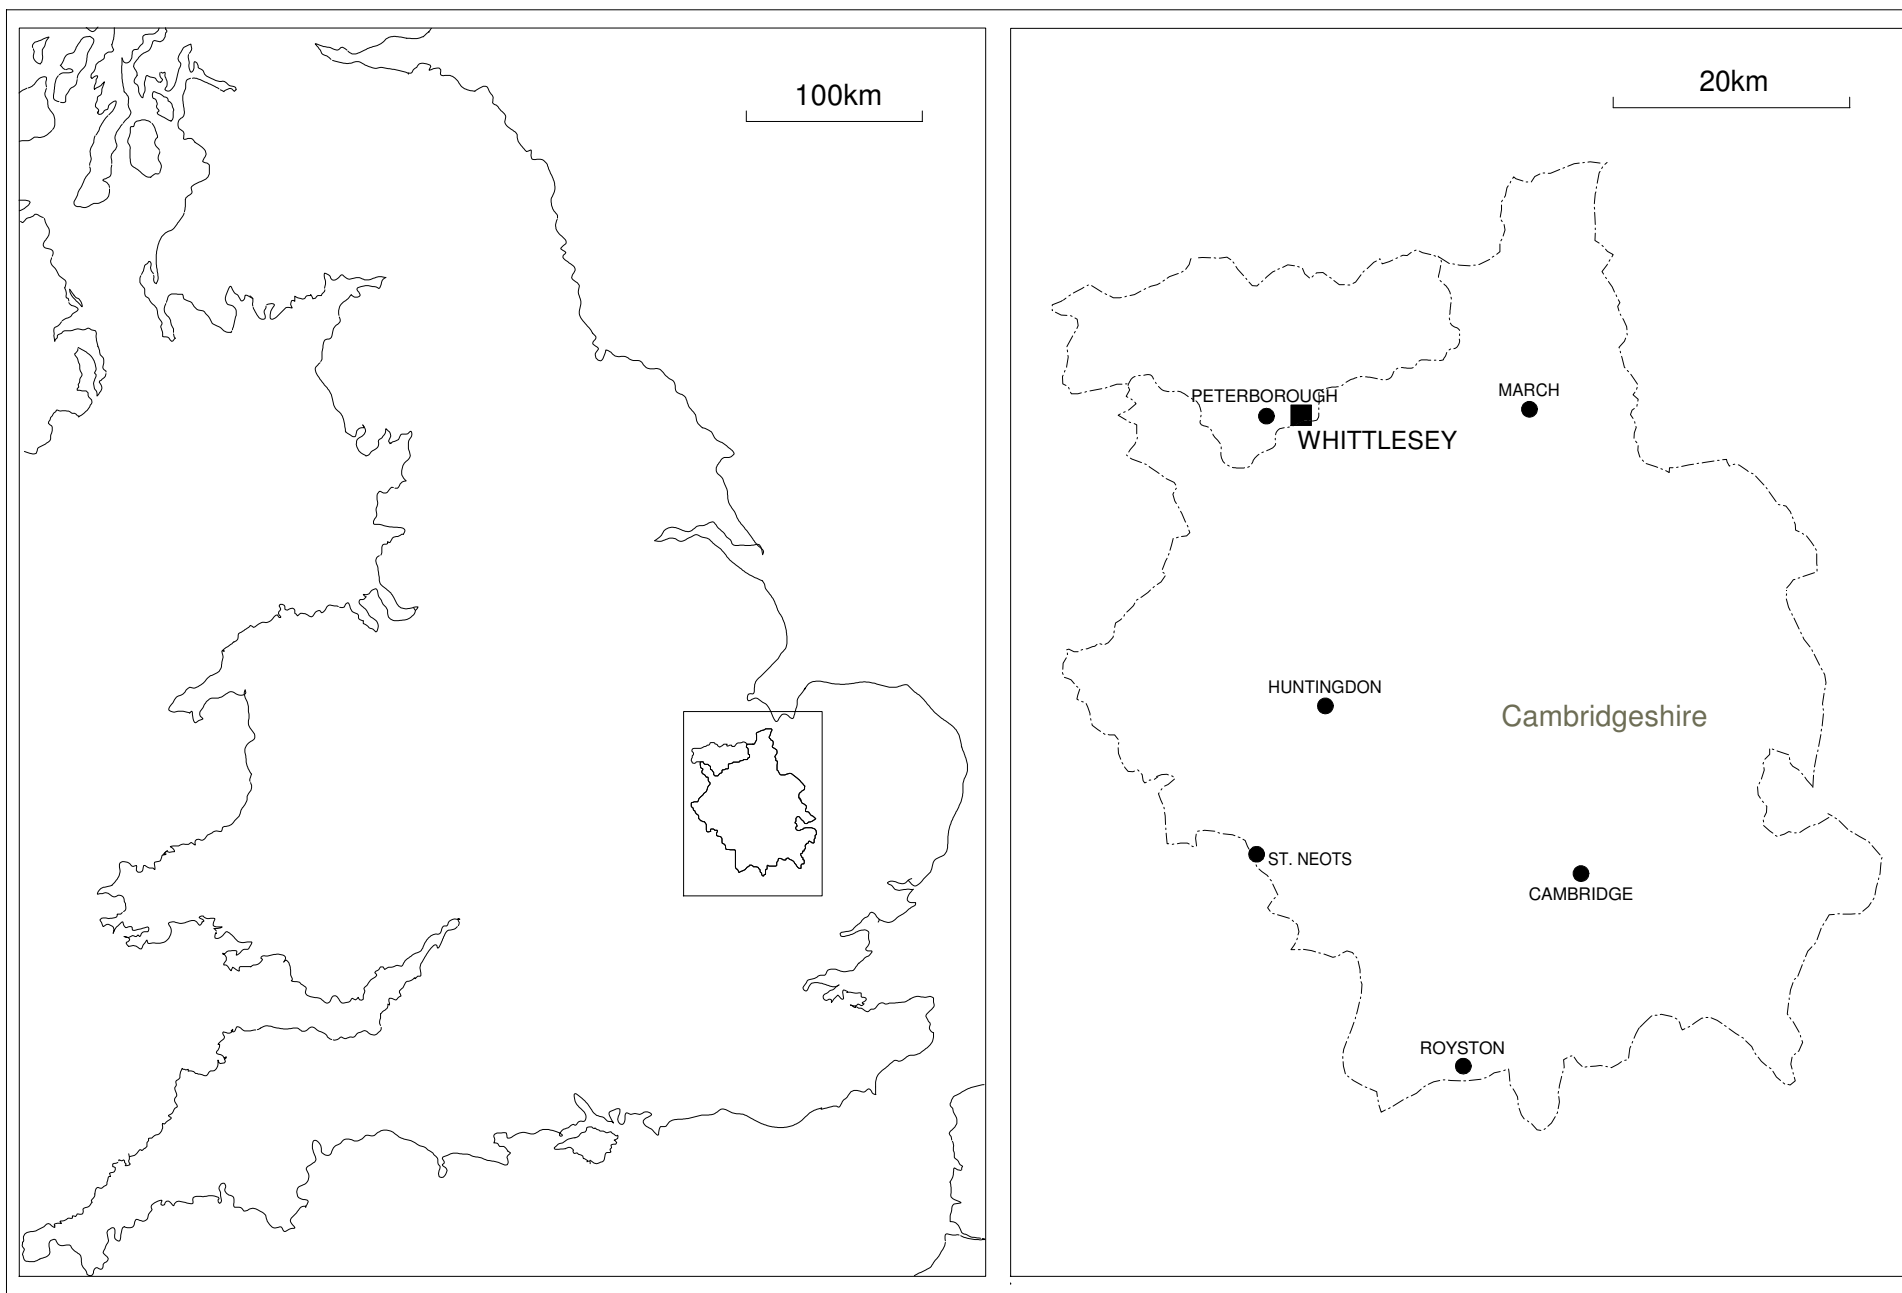 100km
20km
PETERBOROUGH
MARCH
WHITTLESEY
HUNTINGDON
Cambridgeshire
ST. NEOTS
CAMBRIDGE
ROYSTON